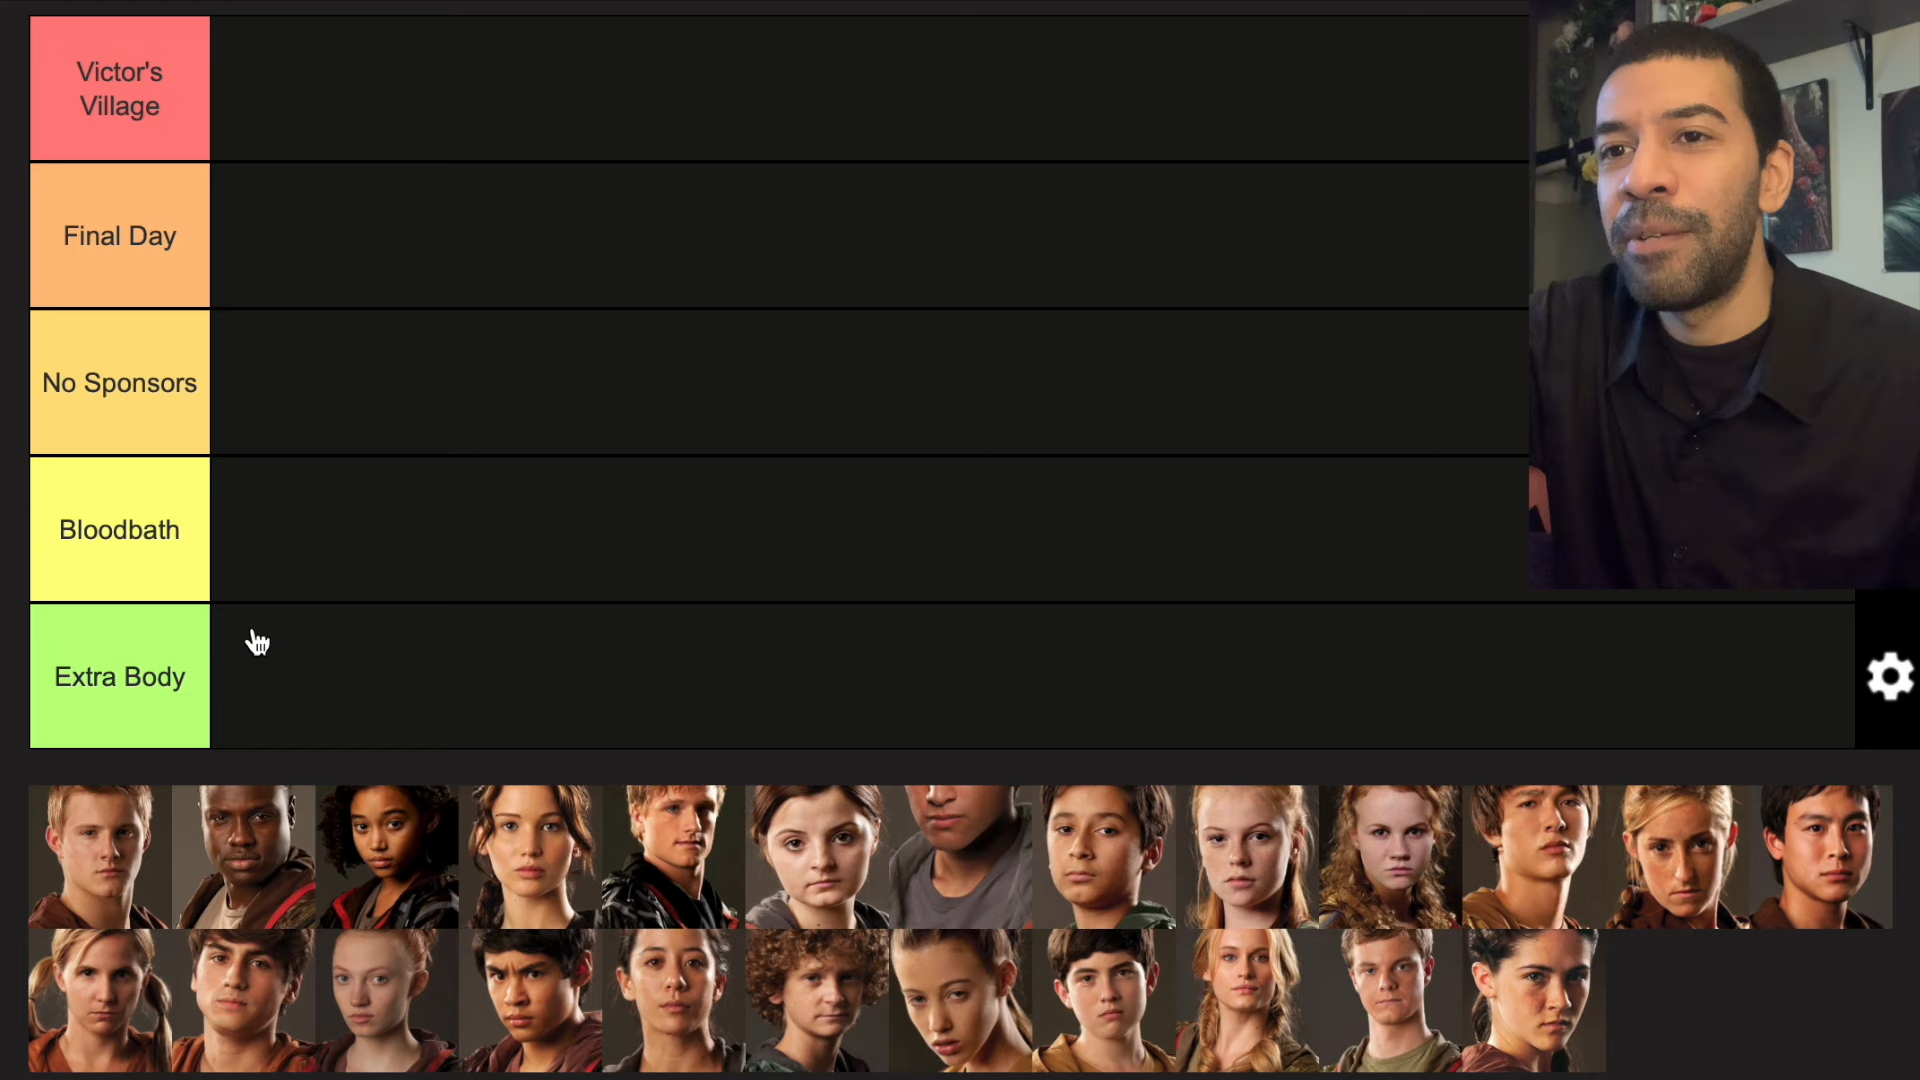 Victor's
Village
Final Day
No Sponsors
Bloodbath
Extra Body